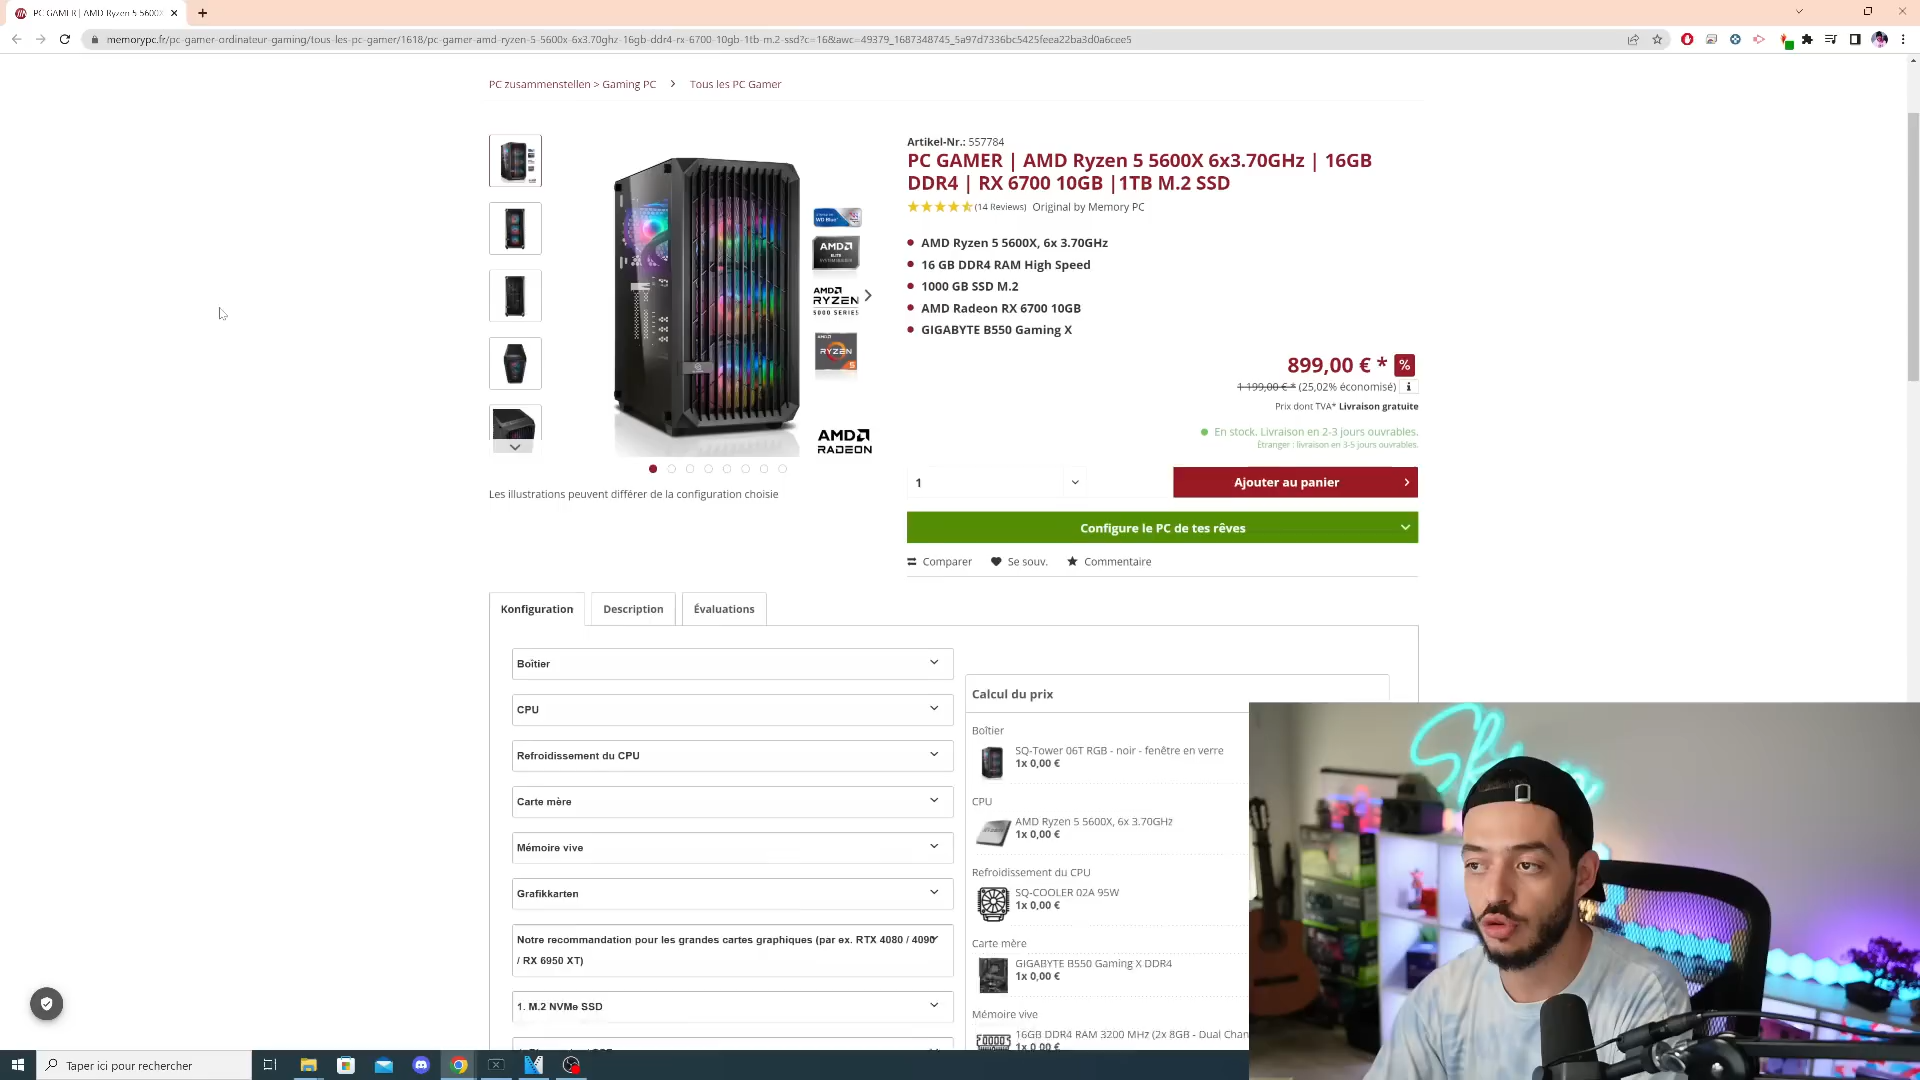 PC GAMER | AMD Ryzen 5 5600X
memorypc.fr/pc-gamer-ordinateur-gaming/tous-les-pc-gamer/1618/pc-gamer-amd-ryzen-5-5600x-6x3.70ghz-16gb-ddr4-rx-6700-10gb-1tb-m.2-ssd?c=16&awc=49379_1687348745_5a97d7336bc5425feea22ba3d0a6cee5
PC zusammenstellen > Gaming PC
Tous les PC Gamer
Artikel-Nr.: 557784
PC GAMER | AMD Ryzen 5 5600X 6x3.70GHz | 16GB
DDR4 | RX 6700 10GB |1TB M.2 SSD
(14 Reviews) Original by Memory PC
AMD Ryzen 5 5600X, 6x 3.70GHz
16 GB DDR4 RAM High Speed
1000 GB SSD M.2
AMD Radeon RX 6700 10GB
GIGABYTE B550 Gaming X
WD Blue
AMD
AMD
RYZEN
5000 SERIES
AMD
RYZEN
5
AMD
RADEON
899,00 € * %
1 199,00 € * (25,02% économisé)
Prix dont TVA* Livraison gratuite
En stock. Livraison en 2-3 jours ouvrables.
Étranger : livraison en 3-5 jours ouvrables.
1
Ajouter au panier
Les illustrations peuvent différer de la configuration choisie
Configure le PC de tes rêves
Comparer Se souv. Commentaire
Konfiguration Description Évaluations
Boîtier
CPU
Refroidissement du CPU
Carte mère
Mémoire vive
Grafikkarten
Notre recommandation pour les grandes cartes graphiques (par ex. RTX 4080 / 4090
/ RX 6950 XT)
1. M.2 NVMe SSD
Calcul du prix
Boîtier
SQ-Tower 06T RGB - noir - fenêtre en verre
1x 0,00 €
CPU
AMD Ryzen 5 5600X, 6x 3.70GHz
1x 0,00 €
Refroidissement du CPU
SQ-COOLER 02A 95W
1x 0,00 €
Carte mère
GIGABYTE B550 Gaming X DDR4
1x 0,00 €
Mémoire vive
16GB DDR4 RAM 3200 MHz (2x 8GB - Dual Chan
1x 0,00 €
Taper ici pour rechercher